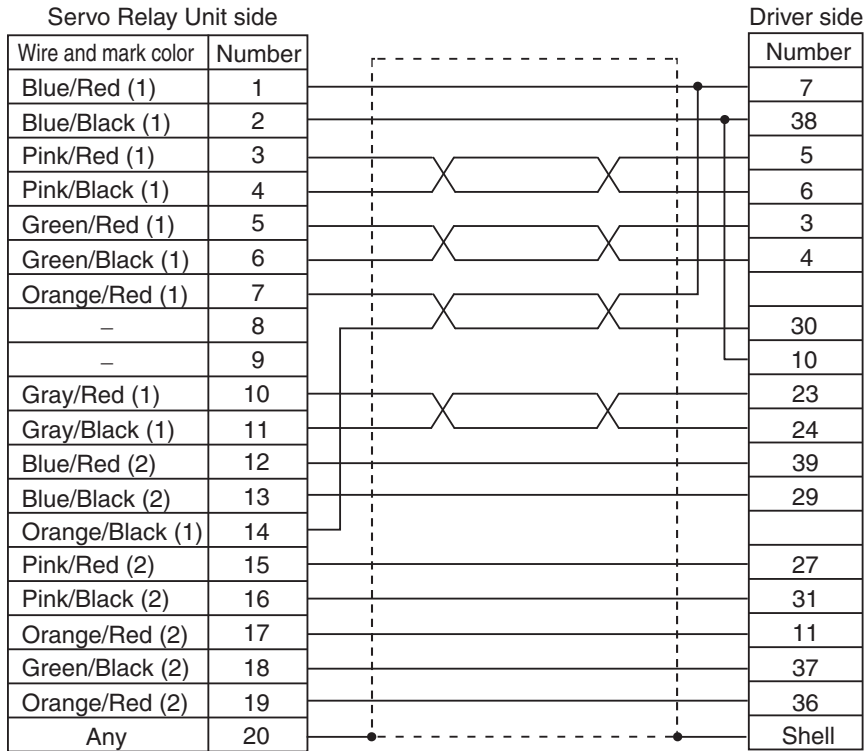 Servo Relay Unit side Driver side
Wire and mark color Number Number
Blue/Red (1) 1 7
Blue/Black (1) 2 38
Pink/Red (1) 3 5
Pink/Black (1) 4 6
Green/Red (1) 5 3
Green/Black (1) 6 4
Orange/Red (1) 7
– 8 30
– 9 10
Gray/Red (1) 10 23
Gray/Black (1) 11 24
Blue/Red (2) 12 39
Blue/Black (2) 13 29
Orange/Black (1) 14
Pink/Red (2) 15 27
Pink/Black (2) 16 31
Orange/Red (2) 17 11
Green/Black (2) 18 37
Orange/Red (2) 19 36
Any 20 Shell